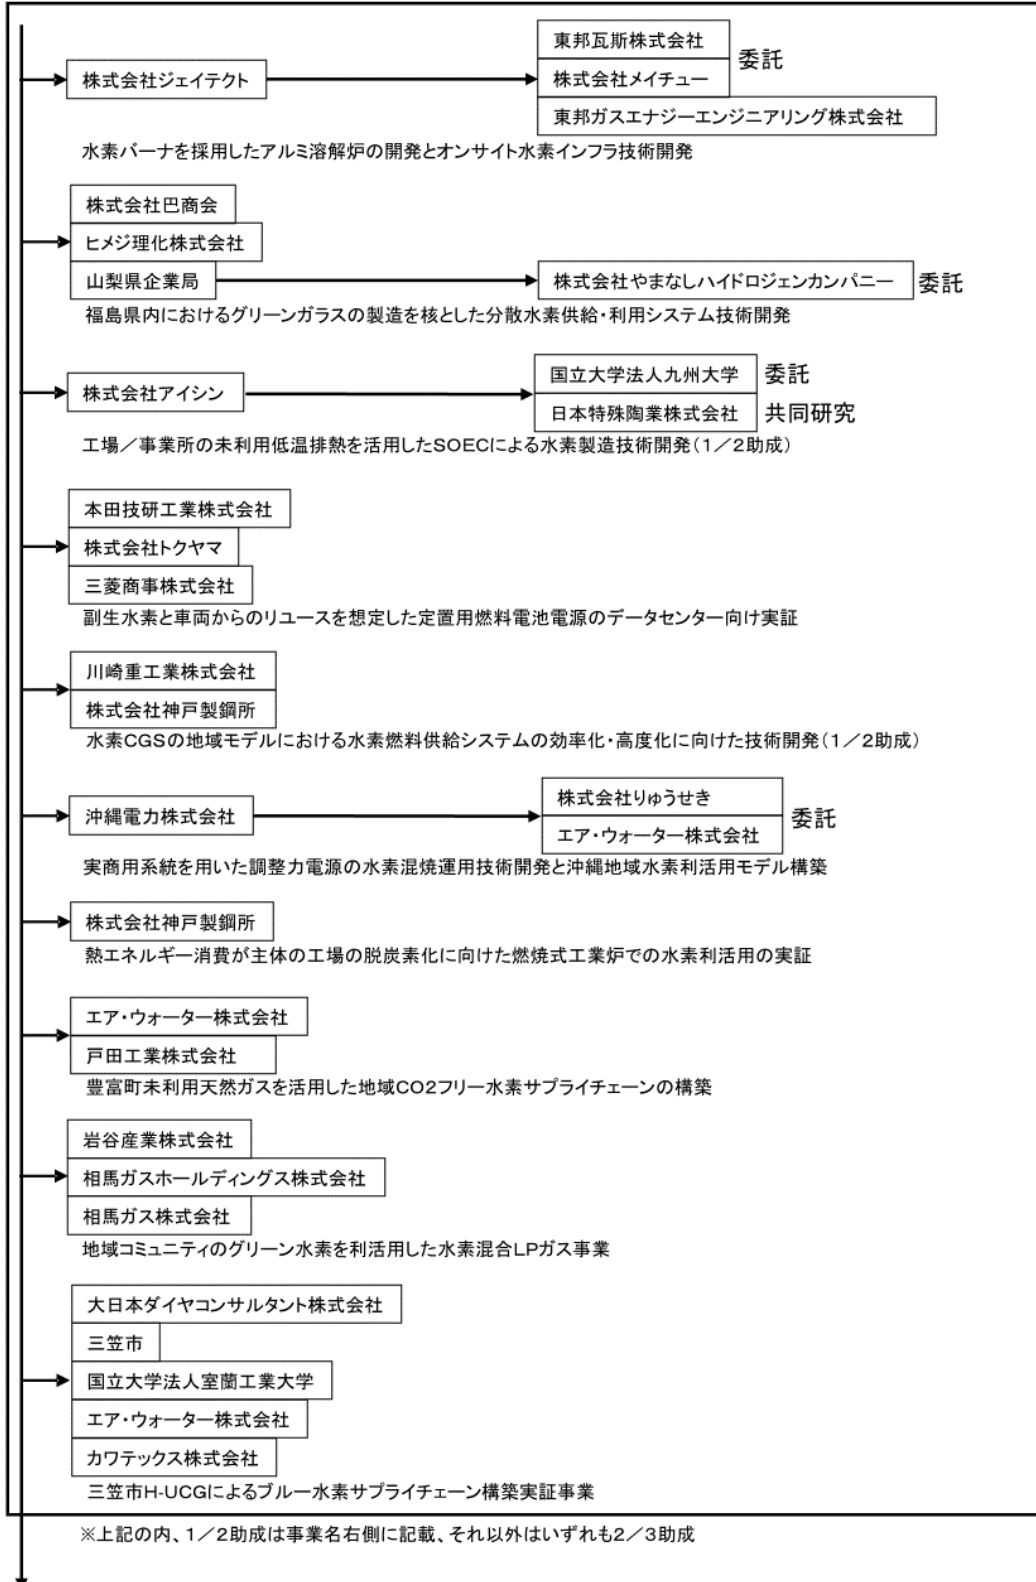 東邦瓦斯株式会社
委託
株式会社ジェイテクト
株式会社メイチュー
東邦ガスエナジーエンジニアリング株式会社
水素バーナを採用したアルミ溶解炉の開発とオンサイト水素インフラ技術開発
株式会社巴商会
ヒメジ理化株式会社
山梨県企業局
株式会社やまなしハイドロジェンカンパニー
委託
福島県内におけるグリーンガラスの製造を核とした分散水素供給・利用システム技術開発
株式会社アイシン
国立大学法人九州大学
委託
日本特殊陶業株式会社
共同研究
工場／事業所の未利用低温排熱を活用したSOECによる水素製造技術開発（1／2助成）
本田技研工業株式会社
株式会社トクヤマ
三菱商事株式会社
副生水素と車両からのリユースを想定した定置用燃料電池電源のデータセンター向け実証
川崎重工業株式会社
株式会社神戸製鋼所
水素CGSの地域モデルにおける水素燃料供給システムの効率化・高度化に向けた技術開発（1／2助成）
沖縄電力株式会社
株式会社りゅうせき
エア・ウォーター株式会社
委託
実商用系統を用いた調整力電源の水素混焼運用技術開発と沖縄地域水素利活用モデル構築
株式会社神戸製鋼所
熱エネルギー消費が主体の工場の脱炭素化に向けた燃焼式工業炉での水素利活用の実証
エア・ウォーター株式会社
戸田工業株式会社
豊富町未利用天然ガスを活用した地域CO2フリー水素サプライチェーンの構築
岩谷産業株式会社
相馬ガスホールディングス株式会社
相馬ガス株式会社
地域コミュニティのグリーン水素を利活用した水素混合LPガス事業
大日本ダイヤコンサルタント株式会社
三笠市
国立大学法人室蘭工業大学
エア・ウォーター株式会社
カワテックス株式会社
三笠市H-UCGによるブルー水素サプライチェーン構築実証事業
※上記の内、1／2助成は事業名右側に記載、それ以外はいずれも2／3助成